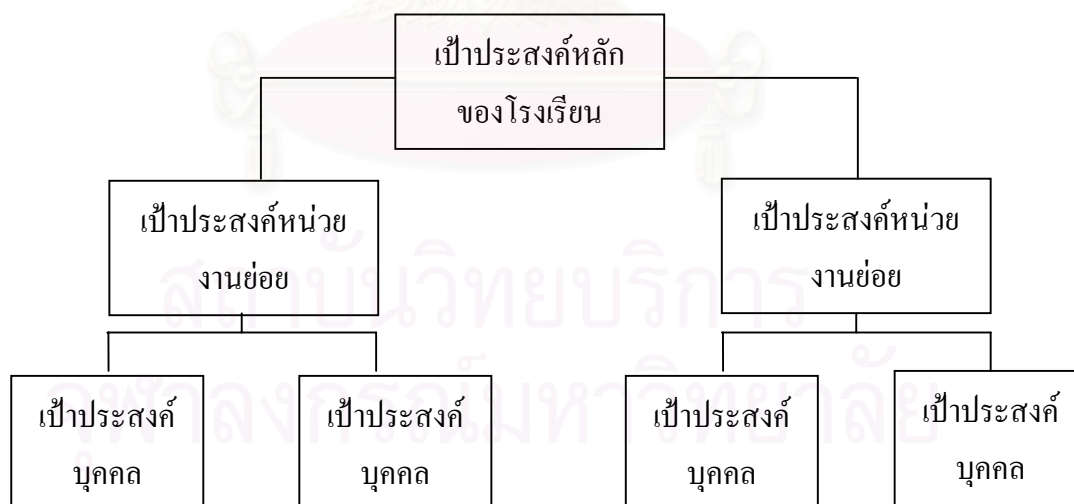 เป้าประสงค์หลัก
ของโรงเรียน
เป้าประสงค์หน่วย
งานย่อย
เป้าประสงค์หน่วย
งานย่อย
สถาบันวิทยบริการ
เป้าประสงค์
บุคคล
เป้าประสงค์
บุคคล
เป้าประสงค์
บุคคล
เป้าประสงค์
บุคคล
จุฬาลงกรณ์มหาวิทยาลัย